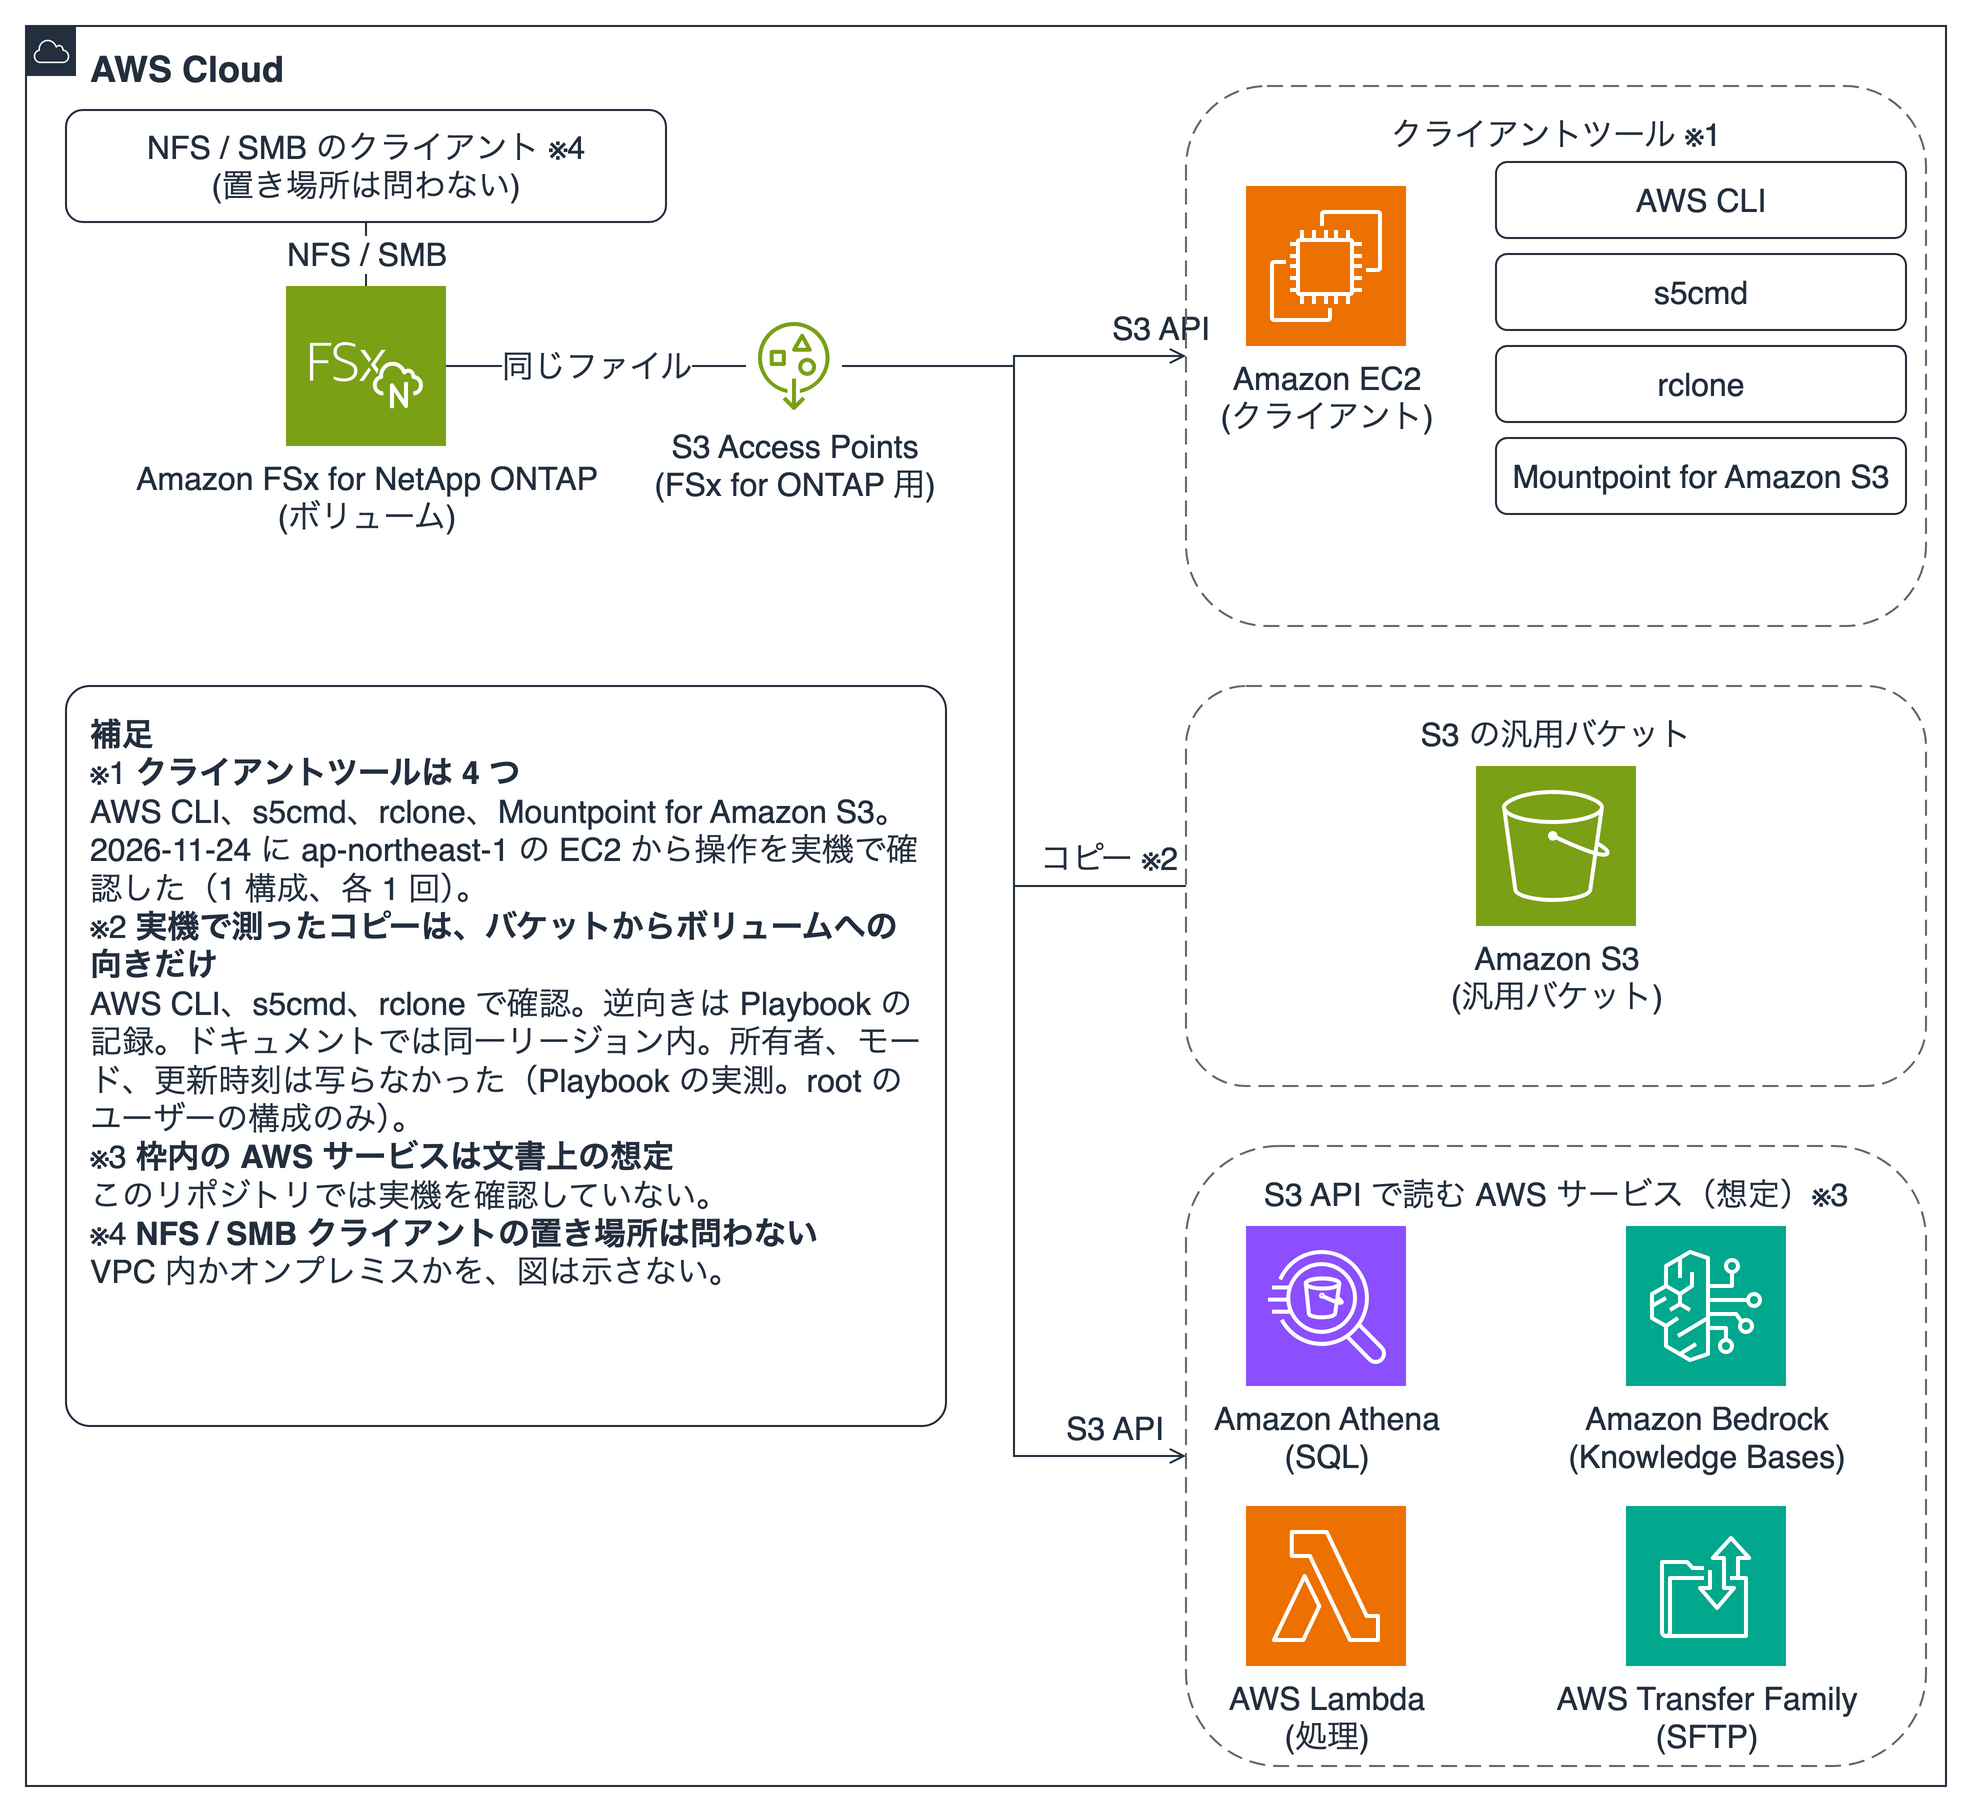 AWS Cloud
NFS / SMB のクライアント ※4
(置き場所は問わない)
NFS / SMB
FSx
N
同じファイル
Amazon FSx for NetApp ONTAP
(ボリューム)
S3 Access Points
(FSx for ONTAP 用)
S3 API
クライアントツール ※1
Amazon EC2
(クライアント)
AWS CLI
s5cmd
rclone
Mountpoint for Amazon S3
補足
※1 クライアントツールは 4 つ
AWS CLI、s5cmd、rclone、Mountpoint for Amazon S3。
2026-11-24 に ap-northeast-1 の EC2 から操作を実機で確
認した（1 構成、各 1 回）。
※2 実機で測ったコピーは、バケットからボリュームへの
向きだけ
AWS CLI、s5cmd、rclone で確認。逆向きは Playbook の
記録。ドキュメントでは同一リージョン内。所有者、モー
ド、更新時刻は写らなかった（Playbook の実測。root の
ユーザーの構成のみ）。
※3 枠内の AWS サービスは文書上の想定
このリポジトリでは実機を確認していない。
※4 NFS / SMB クライアントの置き場所は問わない
VPC 内かオンプレミスかを、図は示さない。
コピー ※2
S3 の汎用バケット
Amazon S3
(汎用バケット)
S3 API
S3 API で読む AWS サービス（想定）※3
Amazon Athena
(SQL)
Amazon Bedrock
(Knowledge Bases)
AWS Lambda
(処理)
AWS Transfer Family
(SFTP)